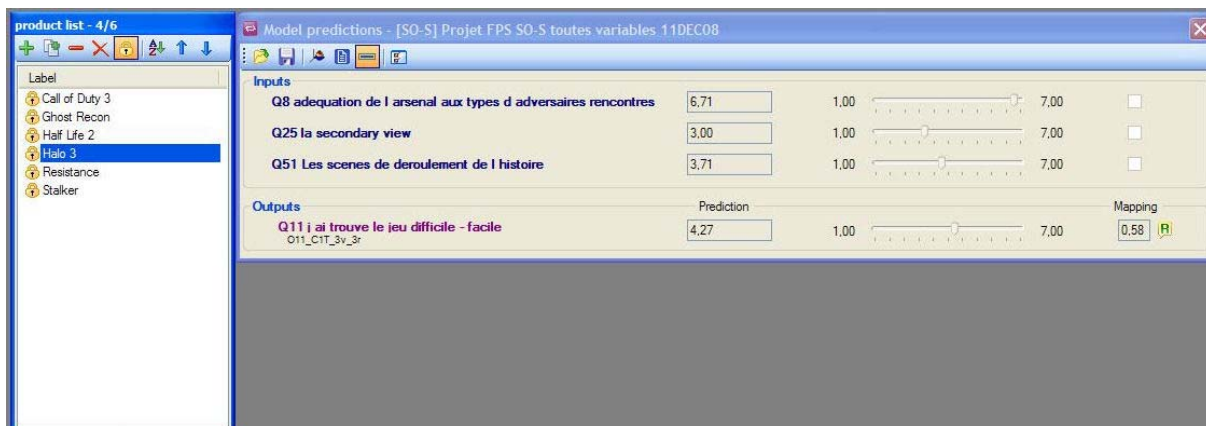 product list - 4/6
Label
Call of Duty 3
Ghost Recon
Half Life 2
Halo 3
Resistance
Stalker
Model predictions - [SO-S] Projet FPS SO-S toutes variables 11DEC08
Inputs
Q8 adequation de l arsenal aux types d adversaires rencontres 6,71 1,00 7,00
Q25 la secondary view 3,00 1,00 7,00
Q51 Les scenes de deroulement de l histoire 3,71 1,00 7,00
Outputs Prediction Mapping
Q11 j ai trouve le jeu difficile - facile 4,27 1,00 7,00 0,58 R
O11_C1T_3v_3r